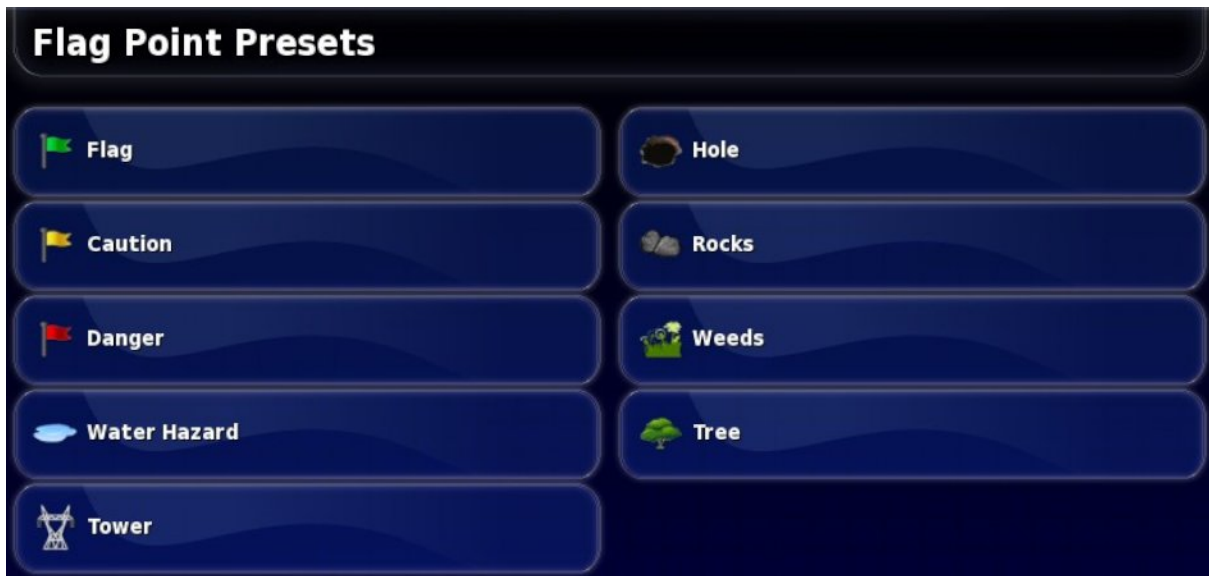 Flag Point Presets
Flag
Hole
Caution
Rocks
Danger
Weeds
Water Hazard
Tree
Tower